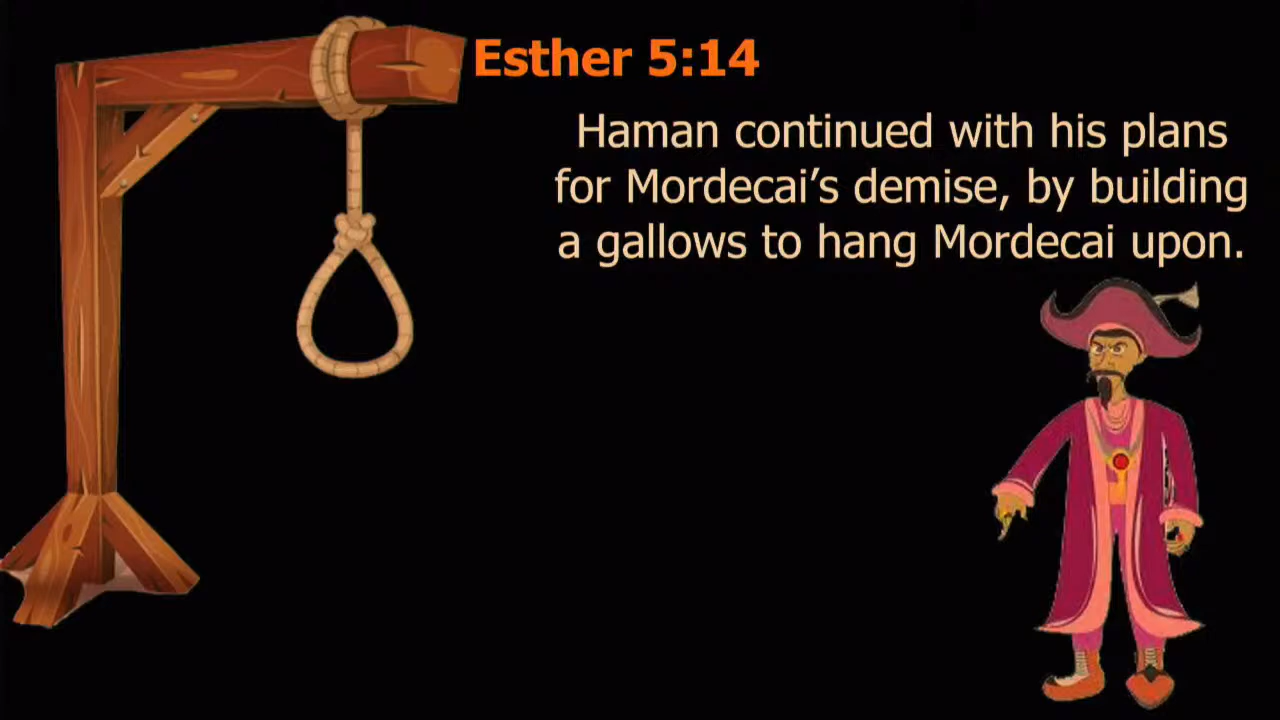 Esther 5:14
Haman continued with his plans
for Mordecai’s demise, by building
a gallows to hang Mordecai upon.